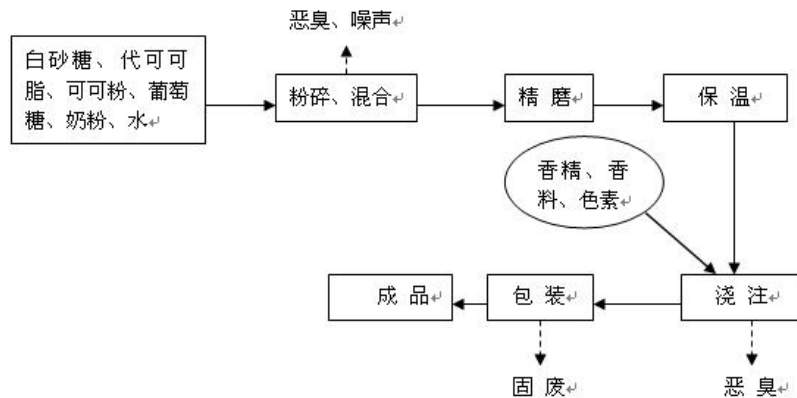 恶臭、噪声
白砂糖、代可可
脂、可可粉、葡萄
糖、奶粉、水
粉碎、混合
精 磨
保 温
香精、香
料、色素
成 品
包 装
浇 注
固 废
恶 臭